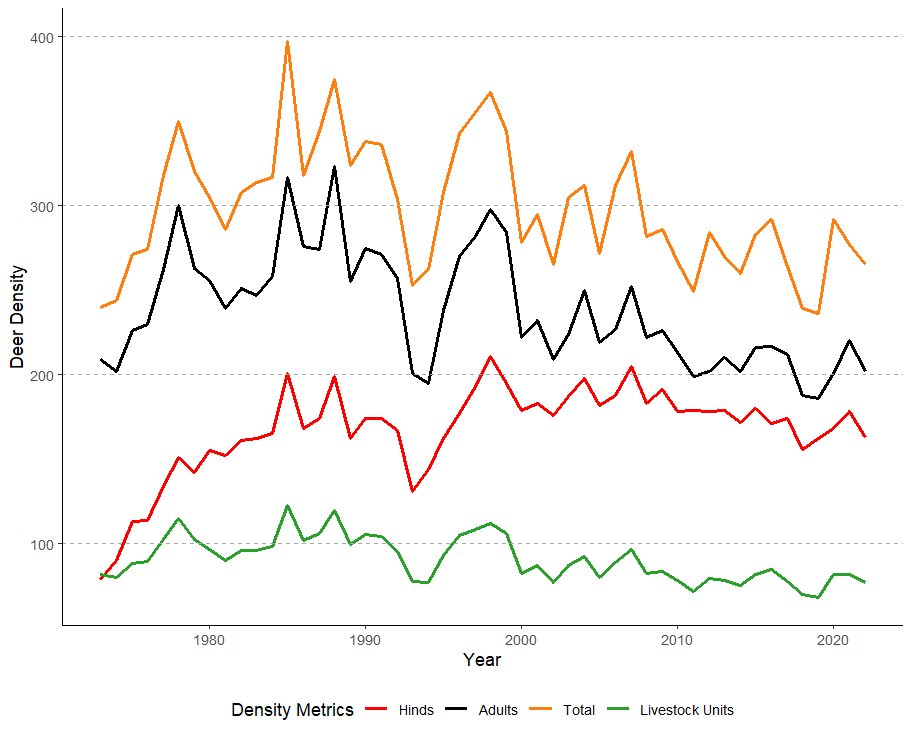 400
300
200
100
Deer Density
1980 1990 2000 2010 2020
Year
Density Metrics Hinds Adults Total Livestock Units